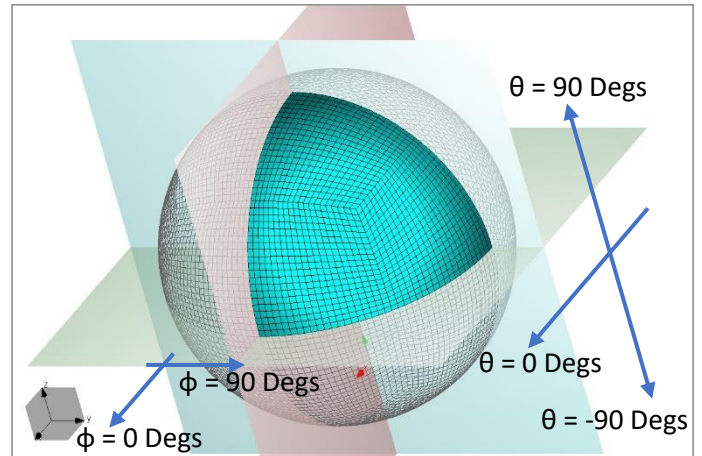 θ = 90 Degs
θ = 0 Degs
ϕ = 90 Degs
θ = -90 Degs
ϕ = 0 Degs
z
y